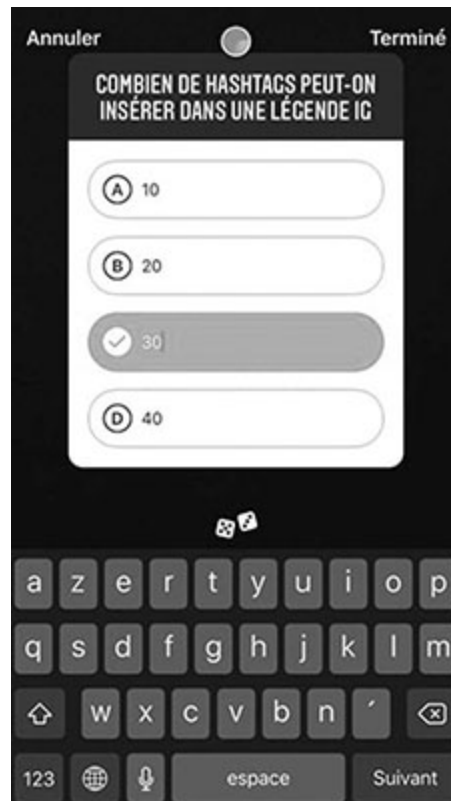 Annuler Terminé
COMBIEN DE HASHTAGS PEUT-ON
INSÉRER DANS UNE LÉGENDE IG
A 10
B 20
30
D 40
a z e r t y u i o p
q s d f g h j k l m
w x c v b n ´
123 espace Suivant